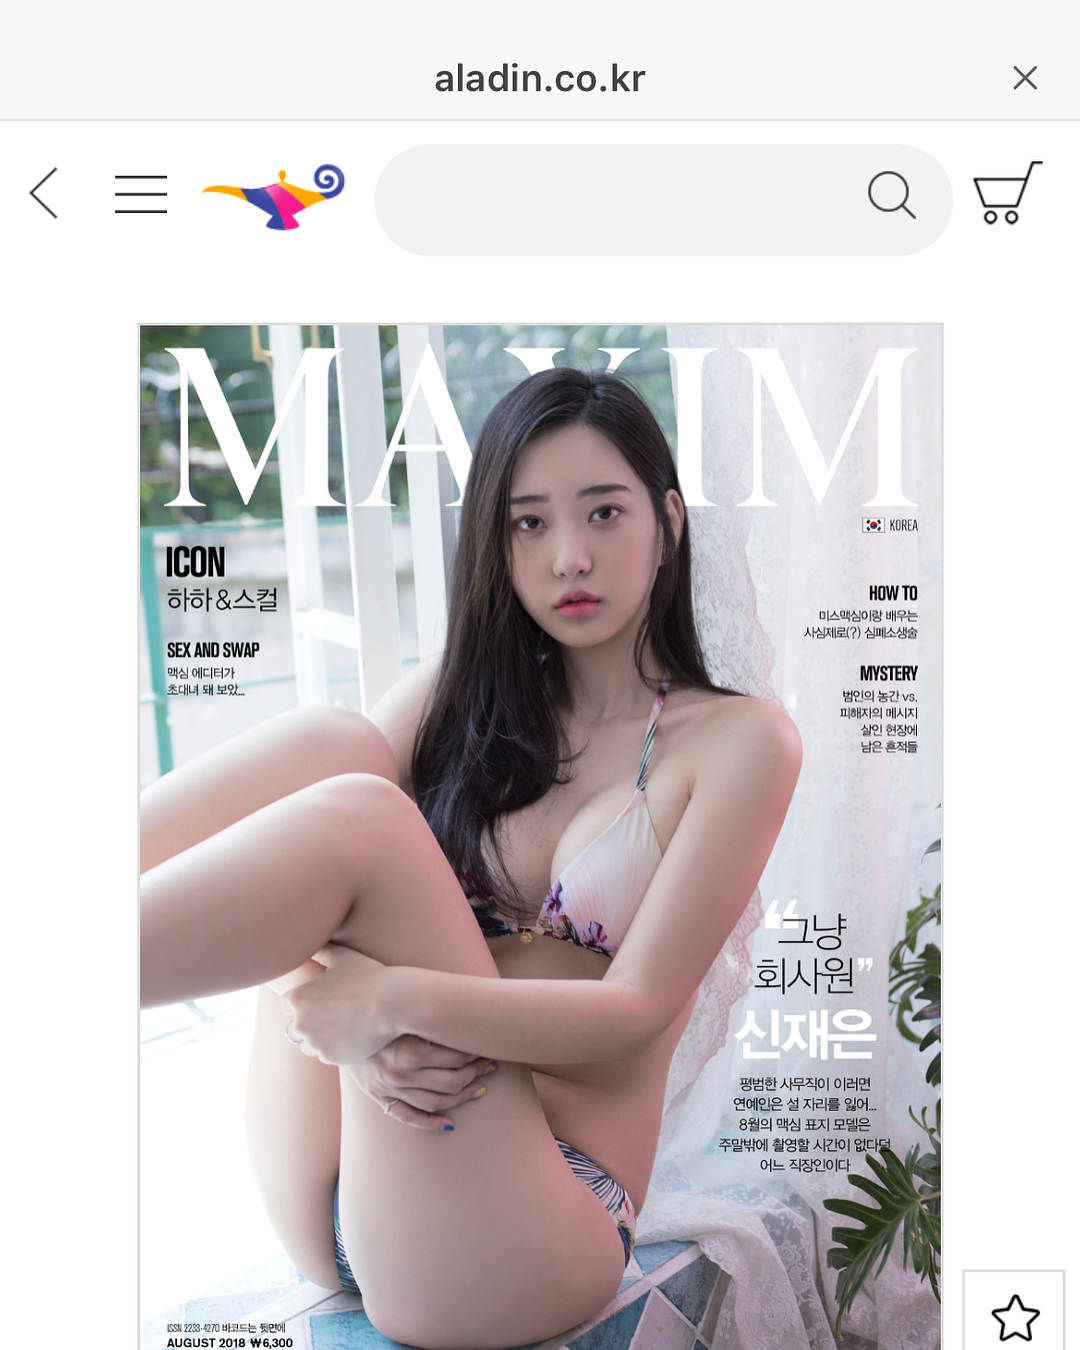 aladin.co.kr
MAXIM
KOREA
ICON
하하&스컬
SEX AND SWAP
맥심 에디터가
초대녀 돼 보았...
HOW TO
미스맥심이랑 배우는
사심제로(?) 심폐소생술
MYSTERY
범인의 농간 vs.
피해자의 메시지
살인 현장에
남은 흔적들
“그냥
회사원”
신재은
평범한 사무직이 이러면
연예인은 설 자리를 잃어...
8월의 맥심 표지 모델은
주말밖에 촬영할 시간이 없다던
어느 직장인이다
ISSN 2233-4270 바코드는 뒷면에
AUGUST 2018 ₩6,300